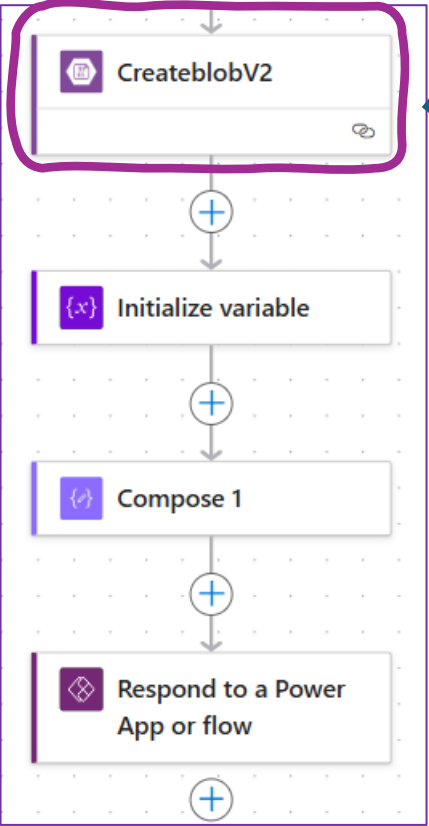 CreateblobV2
{x} Initialize variable
Compose 1
Respond to a Power
App or flow